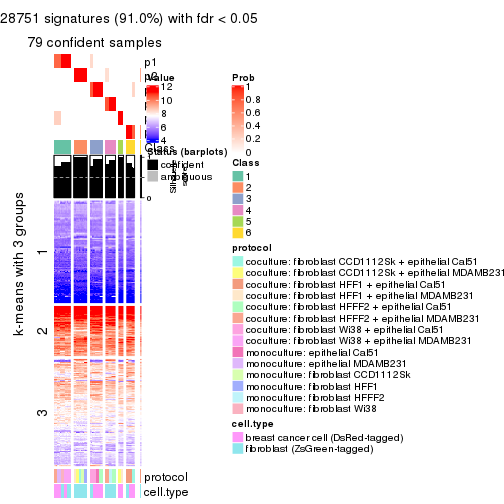 28751 signatures (91.0%) with fdr < 0.05
79 confident samples
p1
Value
12
10
8
6
4
Prob
1
0.8
0.6
0.4
0.2
0
Status (barplots)
confident
ambiguous
0
Class
1
2
3
4
5
6
k-means with 3 groups
1
2
3
protocol
coculture: fibroblast CCD1112Sk + epithelial Cal51
coculture: fibroblast CCD1112Sk + epithelial MDAMB231
coculture: fibroblast HFF1 + epithelial Cal51
coculture: fibroblast HFF1 + epithelial MDAMB231
coculture: fibroblast HFFF2 + epithelial Cal51
coculture: fibroblast HFFF2 + epithelial MDAMB231
coculture: fibroblast Wi38 + epithelial Cal51
coculture: fibroblast Wi38 + epithelial MDAMB231
monoculture: epithelial Cal51
monoculture: epithelial MDAMB231
monoculture: fibroblast CCD1112Sk
monoculture: fibroblast HFF1
monoculture: fibroblast HFFF2
monoculture: fibroblast Wi38
cell.type
breast cancer cell (DsRed-tagged)
fibroblast (ZsGreen-tagged)
protocol
cell.type